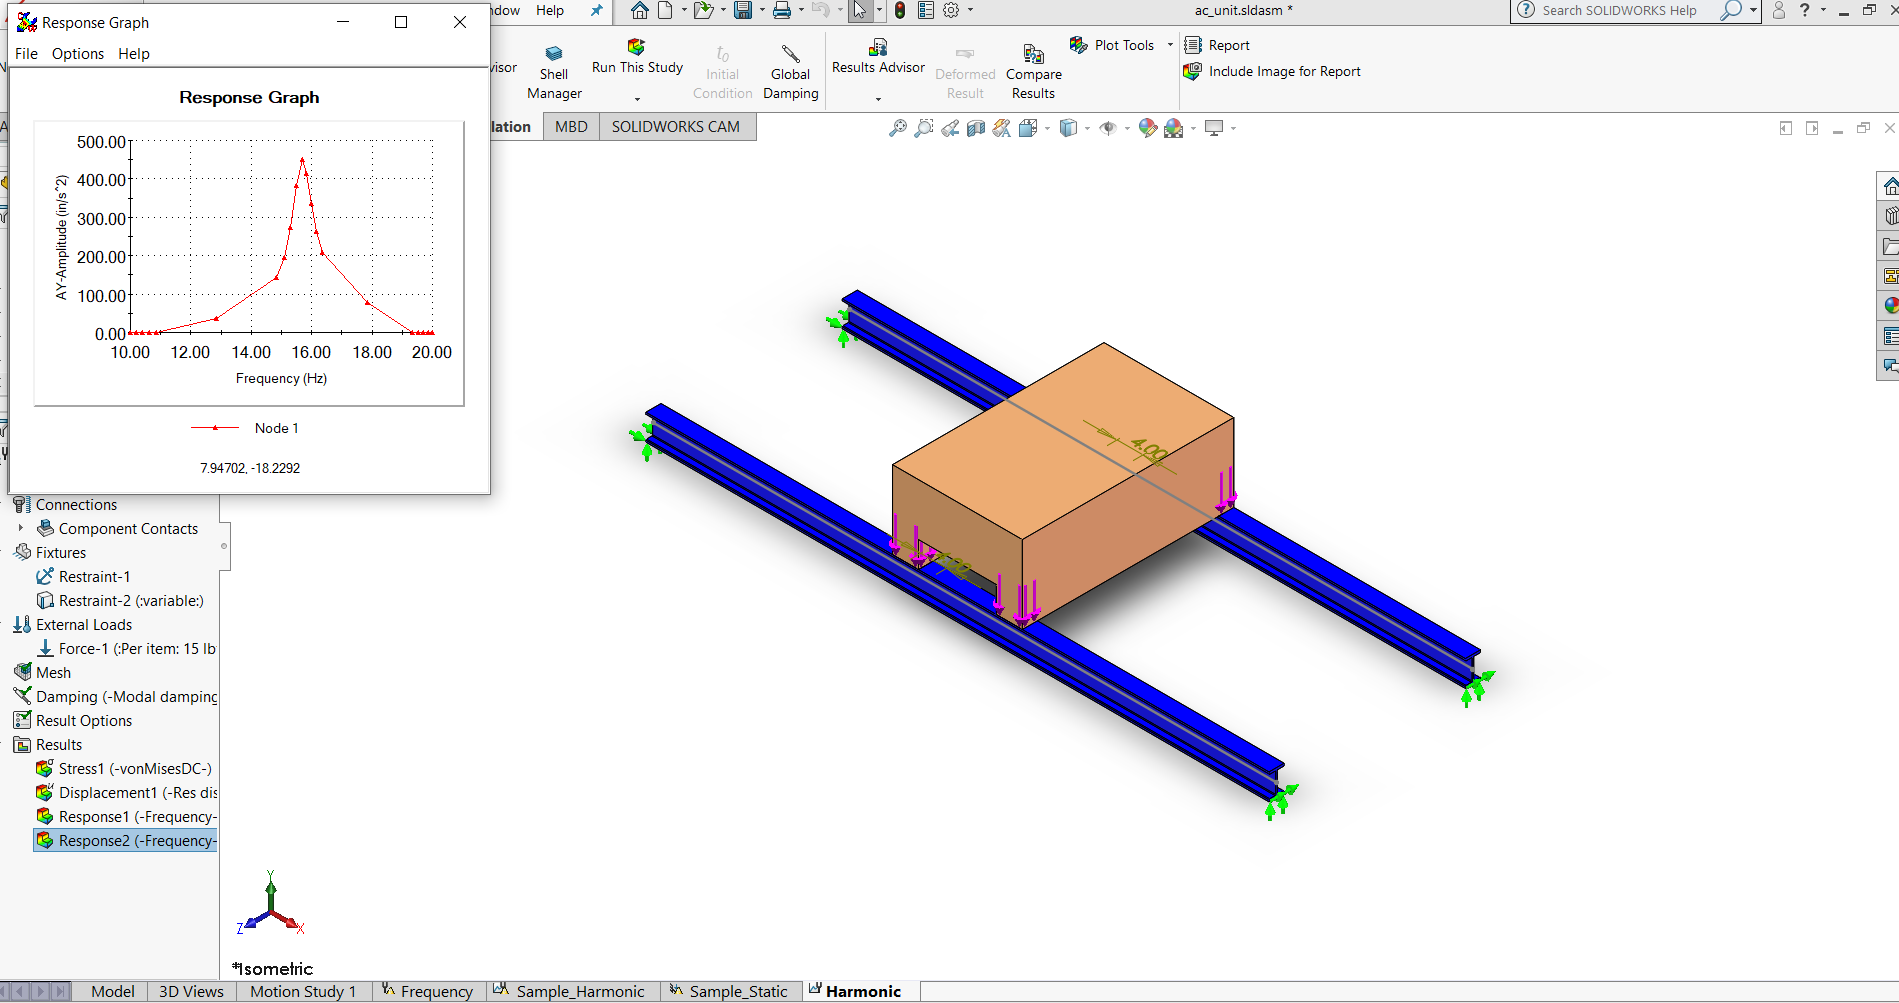 Response Graph
File Options Help
Response Graph
AY-Amplitude (in/s^2)
500.00
400.00
300.00
200.00
100.00
0.00
10.00 12.00 14.00 16.00 18.00 20.00
Frequency (Hz)
Node 1
7.94702, -18.2292
ndow Help
ac_unit.sldasm *
Search SOLIDWORKS Help
?
visor
Shell Manager
Run This Study
Initial Condition
Global Damping
Results Advisor
Deformed Result
Compare Results
Plot Tools
Report
Include Image for Report
lation MBD SOLIDWORKS CAM
Connections
Component Contacts
Fixtures
Restraint-1
Restraint-2 (:variable:)
External Loads
Force-1 (:Per item: 15 lb
Mesh
Damping (-Modal damping
Result Options
Results
Stress1 (-vonMisesDC-)
Displacement1 (-Res dis
Response1 (-Frequency-
Response2 (-Frequency-
4.00
Y
Z X
*Isometric
Model 3D Views Motion Study 1 Frequency Sample_Harmonic Sample_Static Harmonic